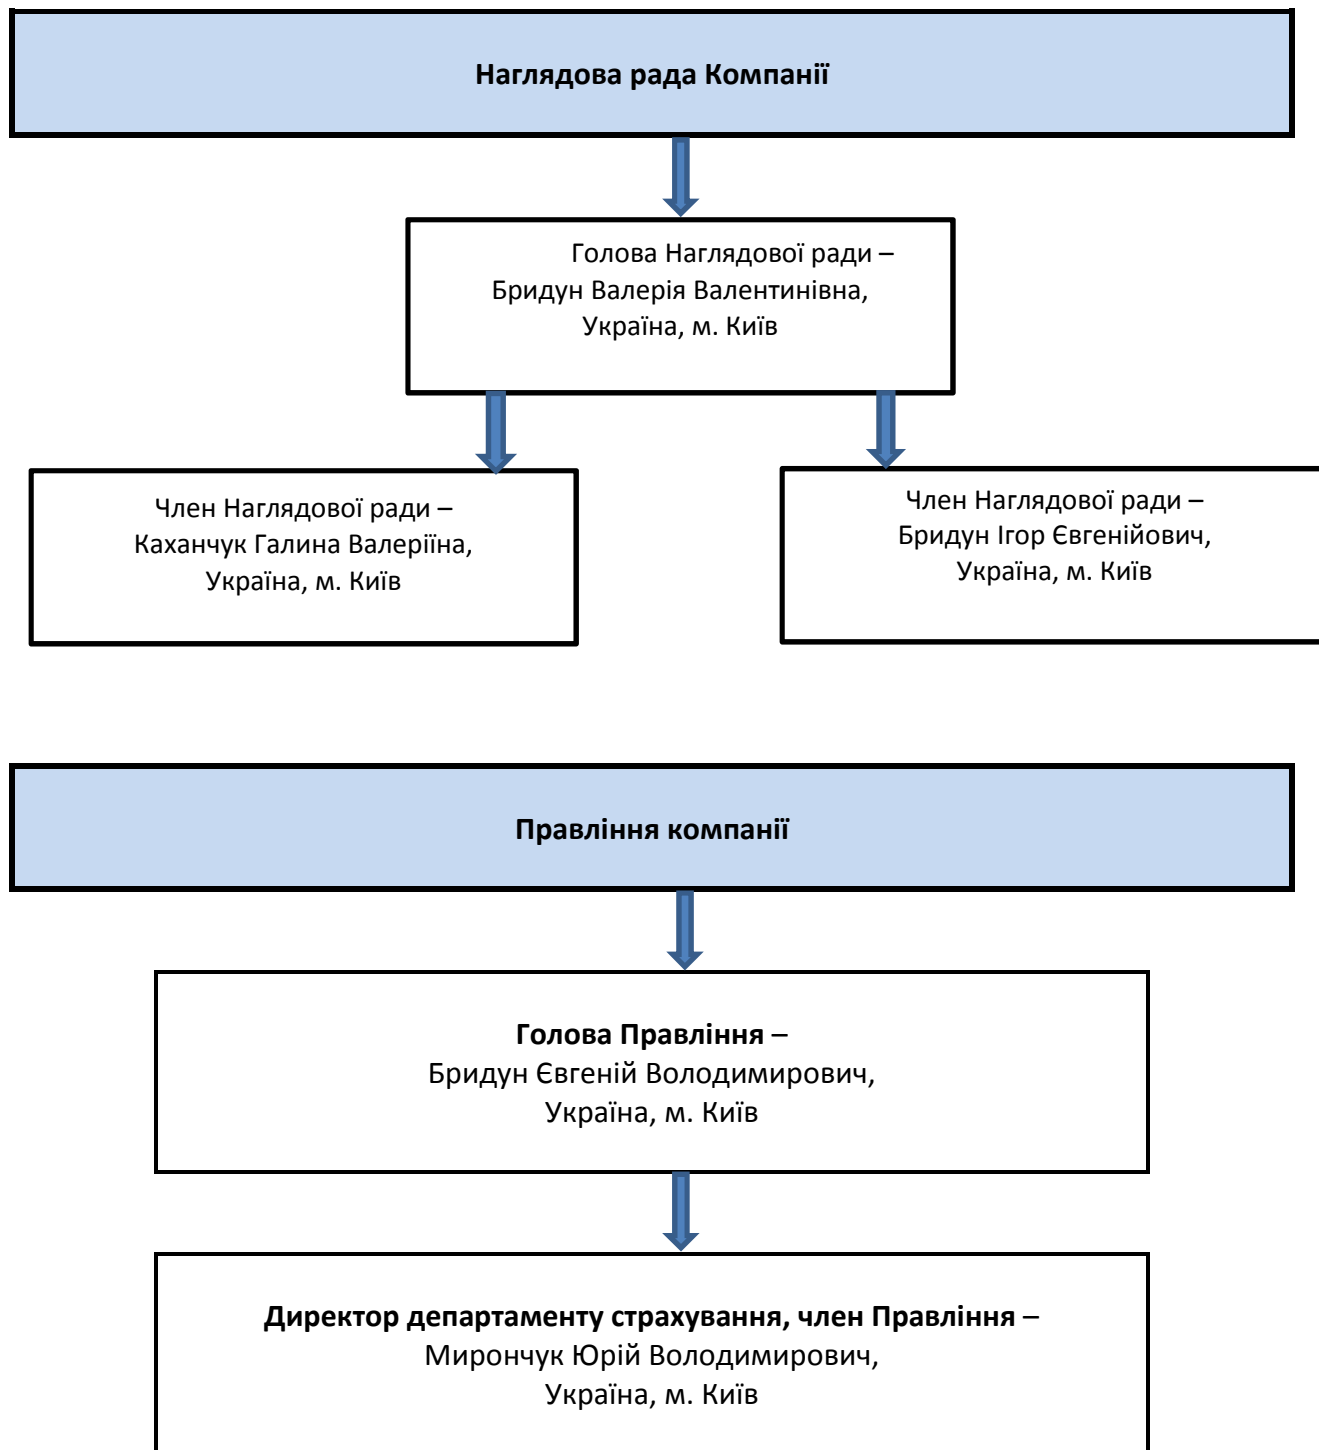 Наглядова рада Компанії
Голова Наглядової ради –
Бридун Валерія Валентинівна,
Україна, м. Київ
Член Наглядової ради –
Каханчук Галина Валеріїна,
Україна, м. Київ
Член Наглядової ради –
Бридун Ігор Євгенійович,
Україна, м. Київ
Правління компанії
Голова Правління –
Бридун Євгеній Володимирович,
Україна, м. Київ
Директор департаменту страхування, член Правління –
Мирончук Юрій Володимирович,
Україна, м. Київ